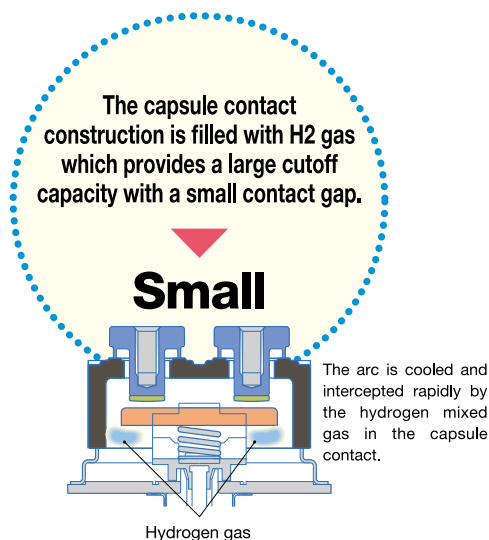 The capsule contact
construction is filled with H2 gas
which provides a large cutoff
capacity with a small contact gap.
Small
The arc is cooled and
intercepted rapidly by
the hydrogen mixed
gas in the capsule
contact.
Hydrogen gas